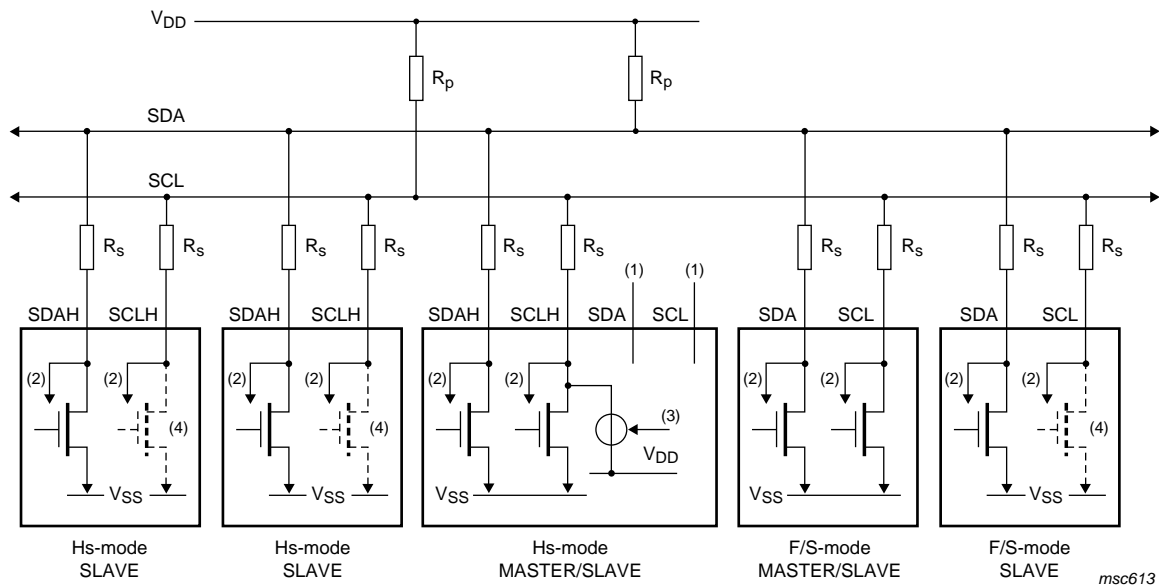 VDD
Rp Rp
SDA
SCL
Rs Rs Rs Rs Rs Rs Rs Rs Rs Rs
(1) (1)
SDAH SCLH SDAH SCLH SDAH SCLH SDA SCL SDA SCL SDA SCL
(2) (2) (2) (2) (2) (2) (2) (2) (2) (2)
(4) (4) (3) (4)
VDD
VSS VSS VSS VSS VSS
Hs-mode Hs-mode Hs-mode F/S-mode F/S-mode
SLAVE SLAVE MASTER/SLAVE MASTER/SLAVE SLAVE
msc613